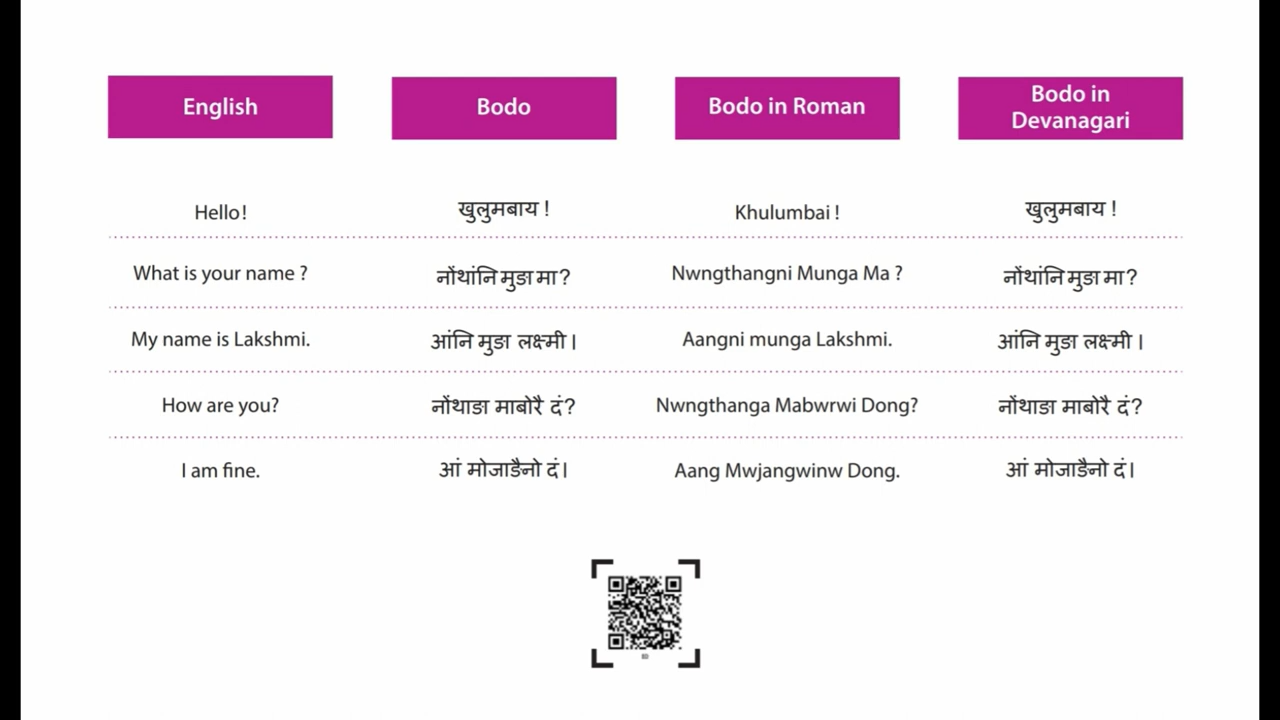 English Bodo Bodo in Roman Bodo in
Devanagari
Hello! खुलुमबाय ! Khulumbai ! खुलुमबाय !
What is your name ? नोंथांनि मुङा मा? Nwngthangni Munga Ma ? नोंथांनि मुङा मा?
My name is Lakshmi. आंनि मुङा लक्ष्मी । Aangni munga Lakshmi. आंनि मुङा लक्ष्मी ।
How are you? नोंथाङा माबोरै दं? Nwngthanga Mabwrwi Dong? नोंथाङा माबोरै दं?
I am fine. आं मोजाङैनो दं। Aang Mwjangwinw Dong. आं मोजाङैनो दं।